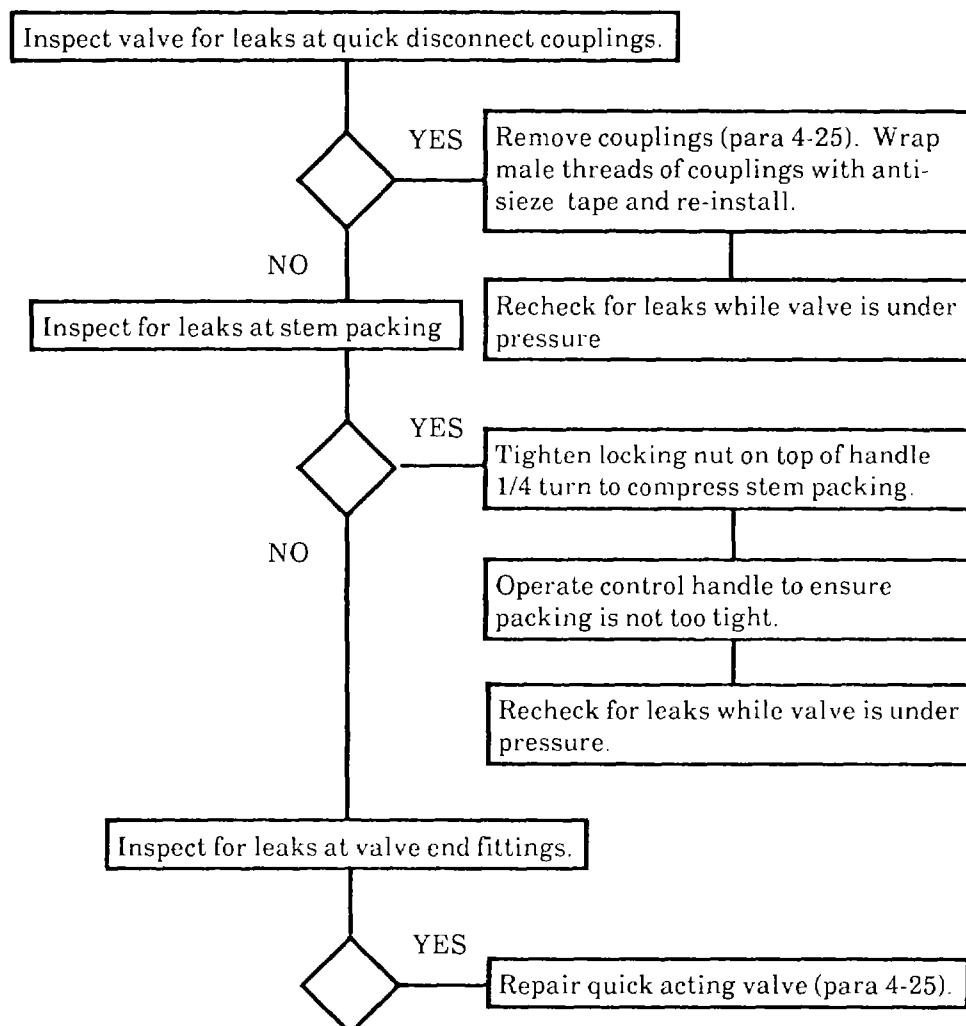 Inspect valve for leaks at quick disconnect couplings.
YES
Remove couplings (para 4-25). Wrap
male threads of couplings with anti-
sieze tape and re-install.
NO
Recheck for leaks while valve is under
pressure
Inspect for leaks at stem packing
YES
Tighten locking nut on top of handle
1/4 turn to compress stem packing.
NO
Operate control handle to ensure
packing is not too tight.
Recheck for leaks while valve is under
pressure.
Inspect for leaks at valve end fittings.
YES
Repair quick acting valve (para 4-25).